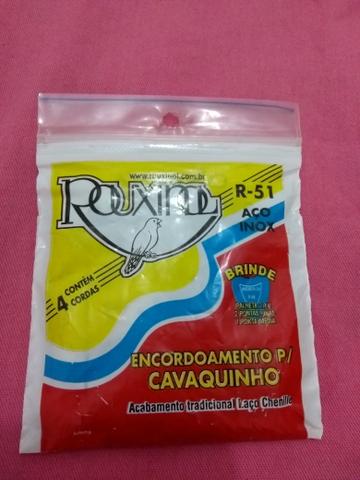 www.rouxinol.com.br
ROUXINOL
R-51
AÇO
INOX
CONTÉM
4 CORDAS
BRINDE
ENCORDOAMENTO P/
CAVAQUINHO
Acabamento tradicional Laço Chenille